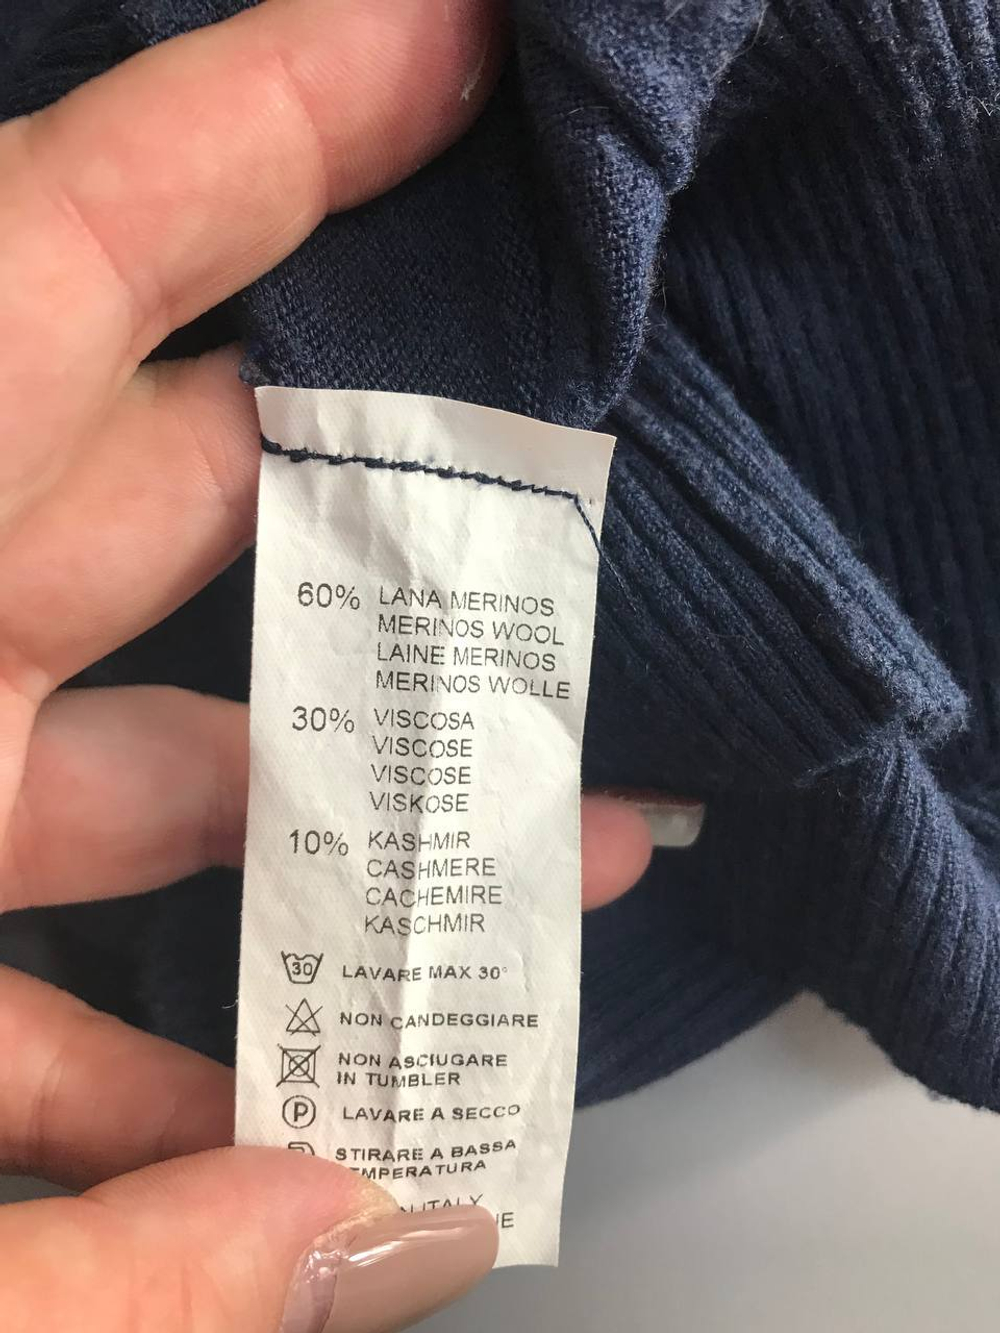 60% LANA MERINOS
MERINOS WOOL
LAINE MERINOS
MERINOS WOLLE
30% VISCOSA
VISCOSE
VISCOSE
VISKOSE
10% KASHMIR
CASHMERE
CACHEMIRE
KASCHMIR
30 LAVARE MAX 30°
NON CANDEGGIARE
NON ASCIUGARE
IN TUMBLER
P LAVARE A SECCO
STIRARE A BASSA
ITALY